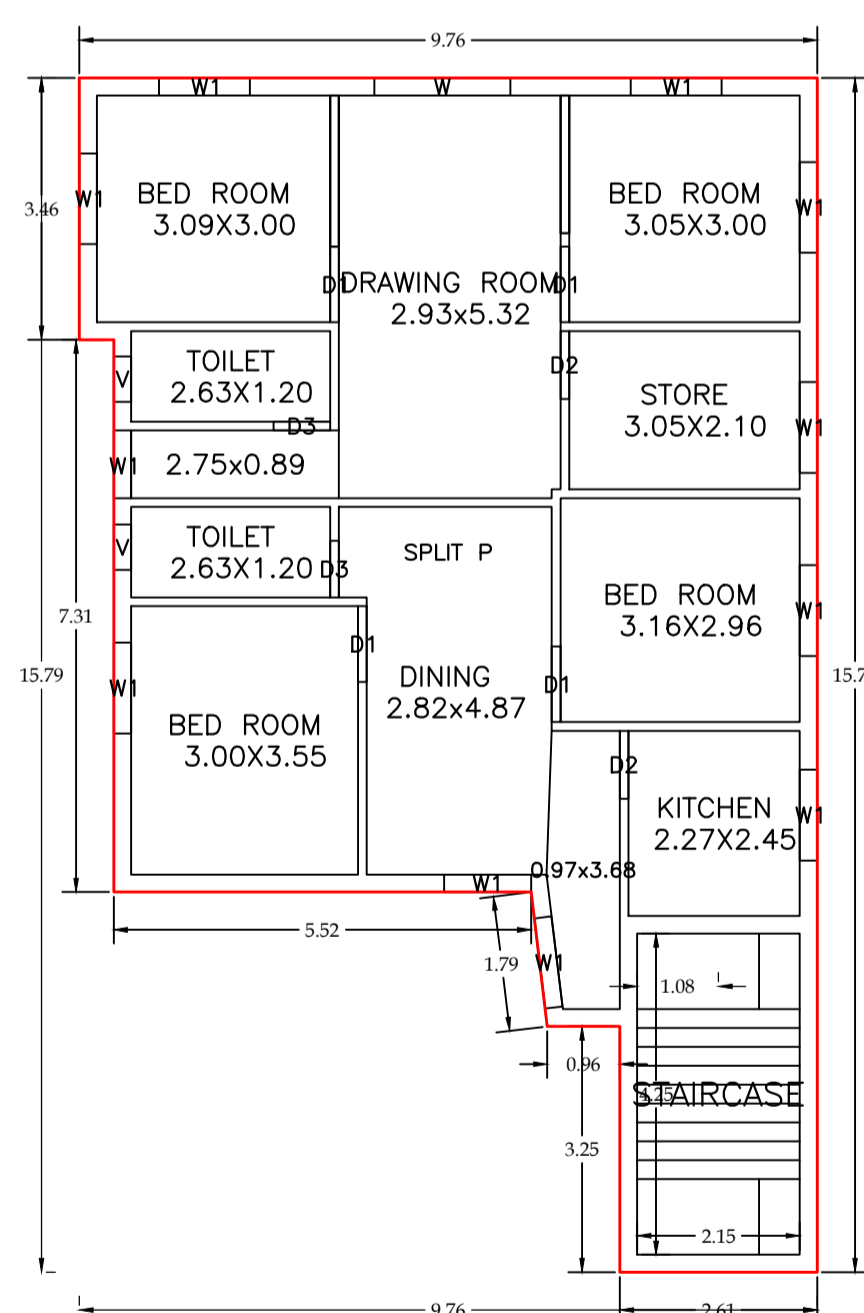 9.76
W1 W W1
3.46
W1
BED ROOM
3.09X3.00
BED ROOM
3.05X3.00
W1
D1
DRAWING ROOM
2.93x5.32
D1
TOILET
2.63X1.20
V
D2
STORE
3.05X2.10
D3
W1
W1
2.75x0.89
TOILET
2.63X1.20
V
D3
SPLIT P
BED ROOM
3.16X2.96
W1
7.31
15.79
D1
W1
DINING
2.82x4.87
D1
15.7
BED ROOM
3.00X3.55
D2
KITCHEN
2.27X2.45
W1
W1
0.97x3.68
5.52
1.79
W1
1.08
0.96
STAIRCASE
4.25
3.25
2.15
9.76
2.61